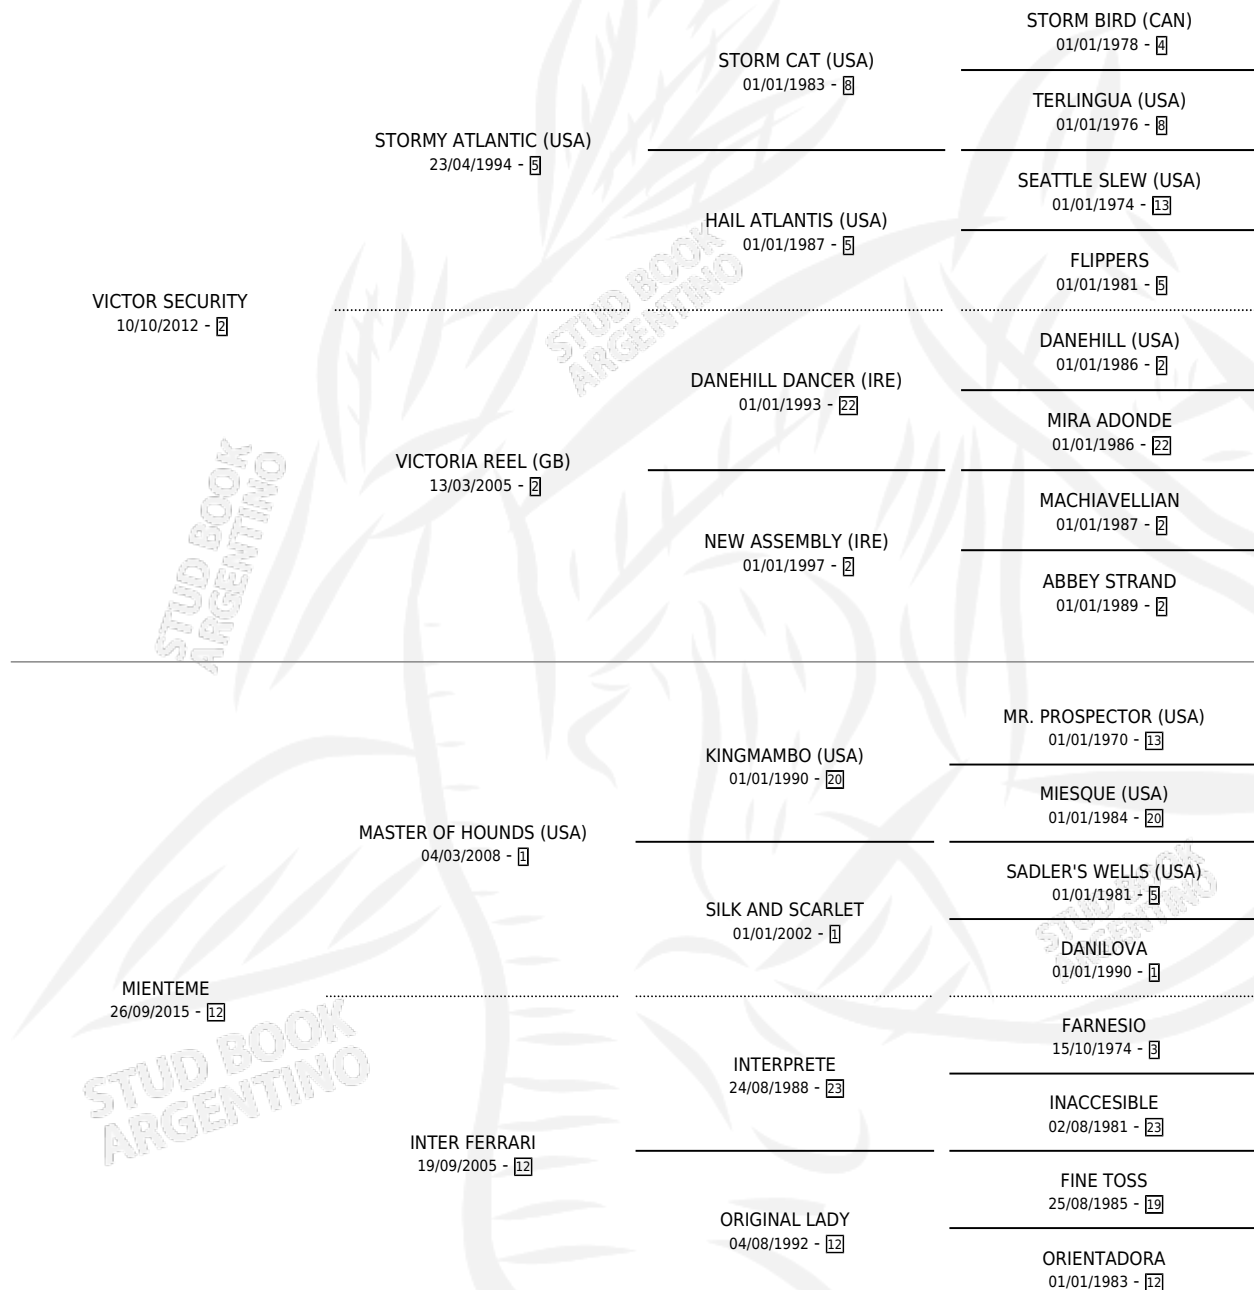 STORM BIRD (CAN)
01/01/1978 - 4
STORM CAT (USA)
01/01/1983 - 8
TERLINGUA (USA)
01/01/1976 - 8
STORMY ATLANTIC (USA)
23/04/1994 - 5
SEATTLE SLEW (USA)
01/01/1974 - 13
HAIL ATLANTIS (USA)
01/01/1987 - 5
FLIPPERS
01/01/1981 - 5
VICTOR SECURITY
10/10/2012 - 2
STUD BOOK
ARGENTINO
DANEHILL (USA)
01/01/1986 - 2
DANEHILL DANCER (IRE)
01/01/1993 - 22
MIRA ADONDE
01/01/1986 - 22
VICTORIA REEL (GB)
13/03/2005 - 2
MACHIAVELLIAN
01/01/1987 - 2
NEW ASSEMBLY (IRE)
01/01/1997 - 2
ABBEY STRAND
01/01/1989 - 2
STUD BOOK
ARGENTINO
MR. PROSPECTOR (USA)
01/01/1970 - 13
KINGMAMBO (USA)
01/01/1990 - 20
MIESQUE (USA)
01/01/1984 - 20
MASTER OF HOUNDS (USA)
04/03/2008 - 1
SADLER'S WELLS (USA)
01/01/1981 - 5
SILK AND SCARLET
01/01/2002 - 1
STUD BOOK
ARGENTINO
DANILOVA
01/01/1990 - 1
MIENTEME
26/09/2015 - 12
STUD BOOK
ARGENTINO
FARNESIO
15/10/1974 - 3
INTERPRETE
24/08/1988 - 23
INACCESIBLE
02/08/1981 - 23
INTER FERRARI
19/09/2005 - 12
FINE TOSS
25/08/1985 - 19
ORIGINAL LADY
04/08/1992 - 12
ORIENTADORA
01/01/1983 - 12